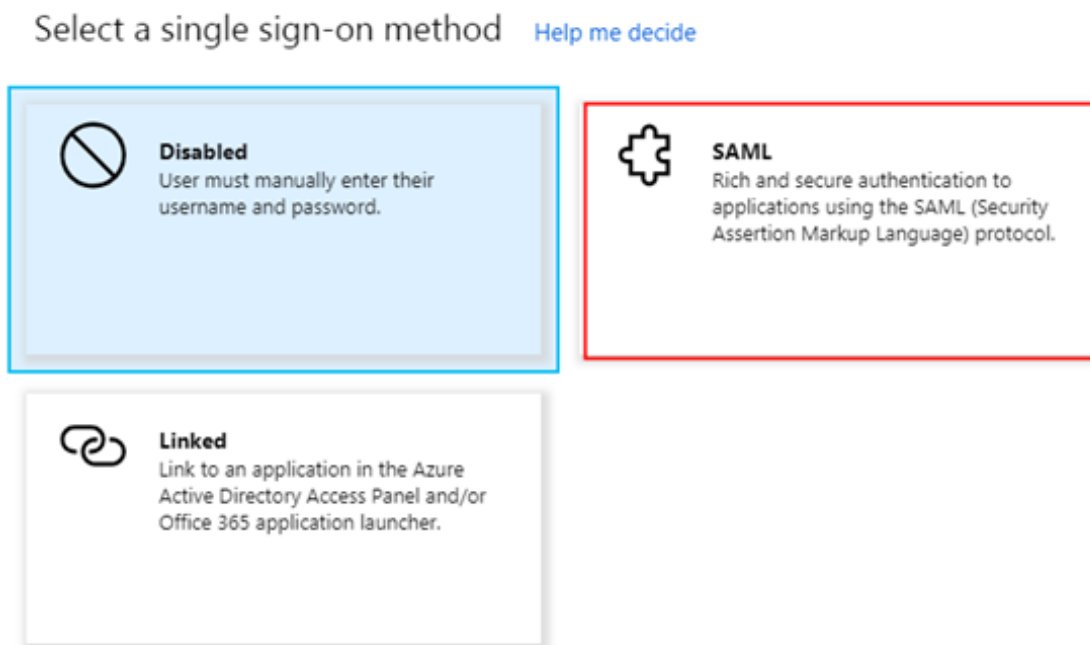 Select a single sign-on method Help me decide
Disabled
User must manually enter their
username and password.
SAML
Rich and secure authentication to
applications using the SAML (Security
Assertion Markup Language) protocol.
Linked
Link to an application in the Azure
Active Directory Access Panel and/or
Office 365 application launcher.